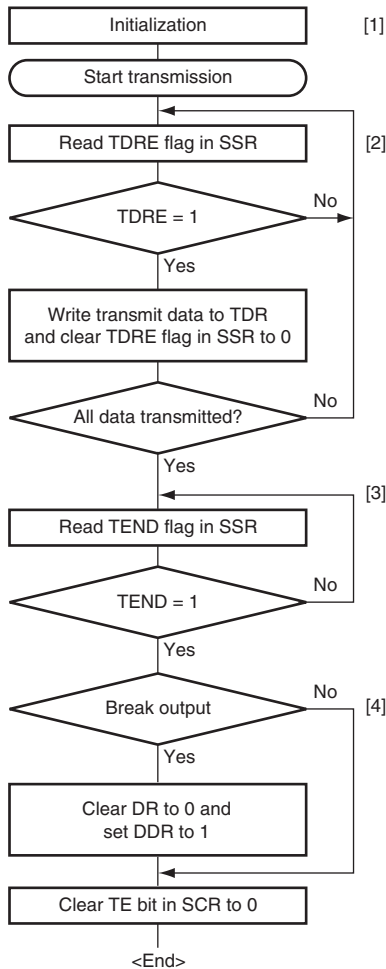 Initialization
[1]
Start transmission
Read TDRE flag in SSR
[2]
TDRE = 1
No
Yes
Write transmit data to TDR
and clear TDRE flag in SSR to 0
All data transmitted?
No
Yes
[3]
Read TEND flag in SSR
TEND = 1
No
Yes
Break output
No
[4]
Yes
Clear DR to 0 and
set DDR to 1
Clear TE bit in SCR to 0
<End>